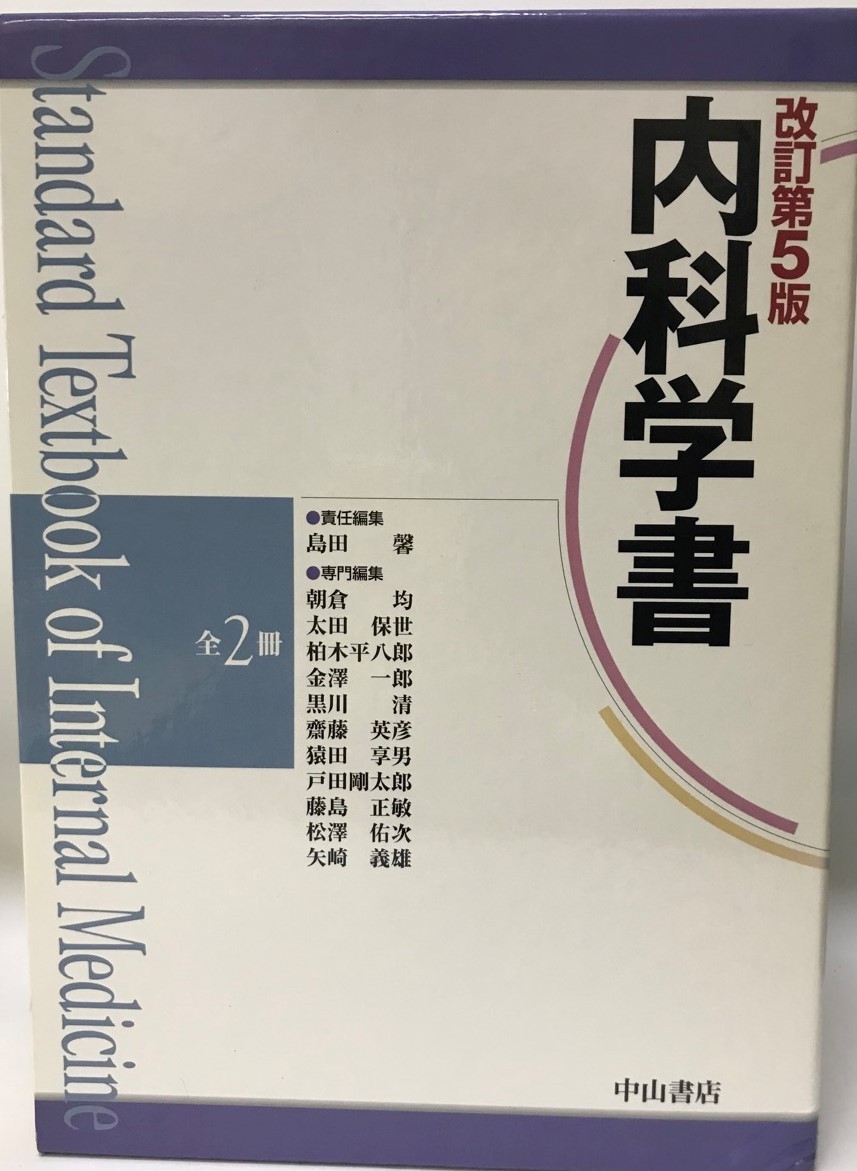 改訂第5版
内科学書
Standard Textbook of Internal Medicine
全2冊
●責任編集
島田 馨
●専門編集
朝倉 均
太田 保世
柏木平八郎
金澤 一郎
黒川 清
齋藤 英彦
猿田 享男
戸田剛太郎
藤島 正敏
松澤 佑次
矢崎 義雄
中山書店